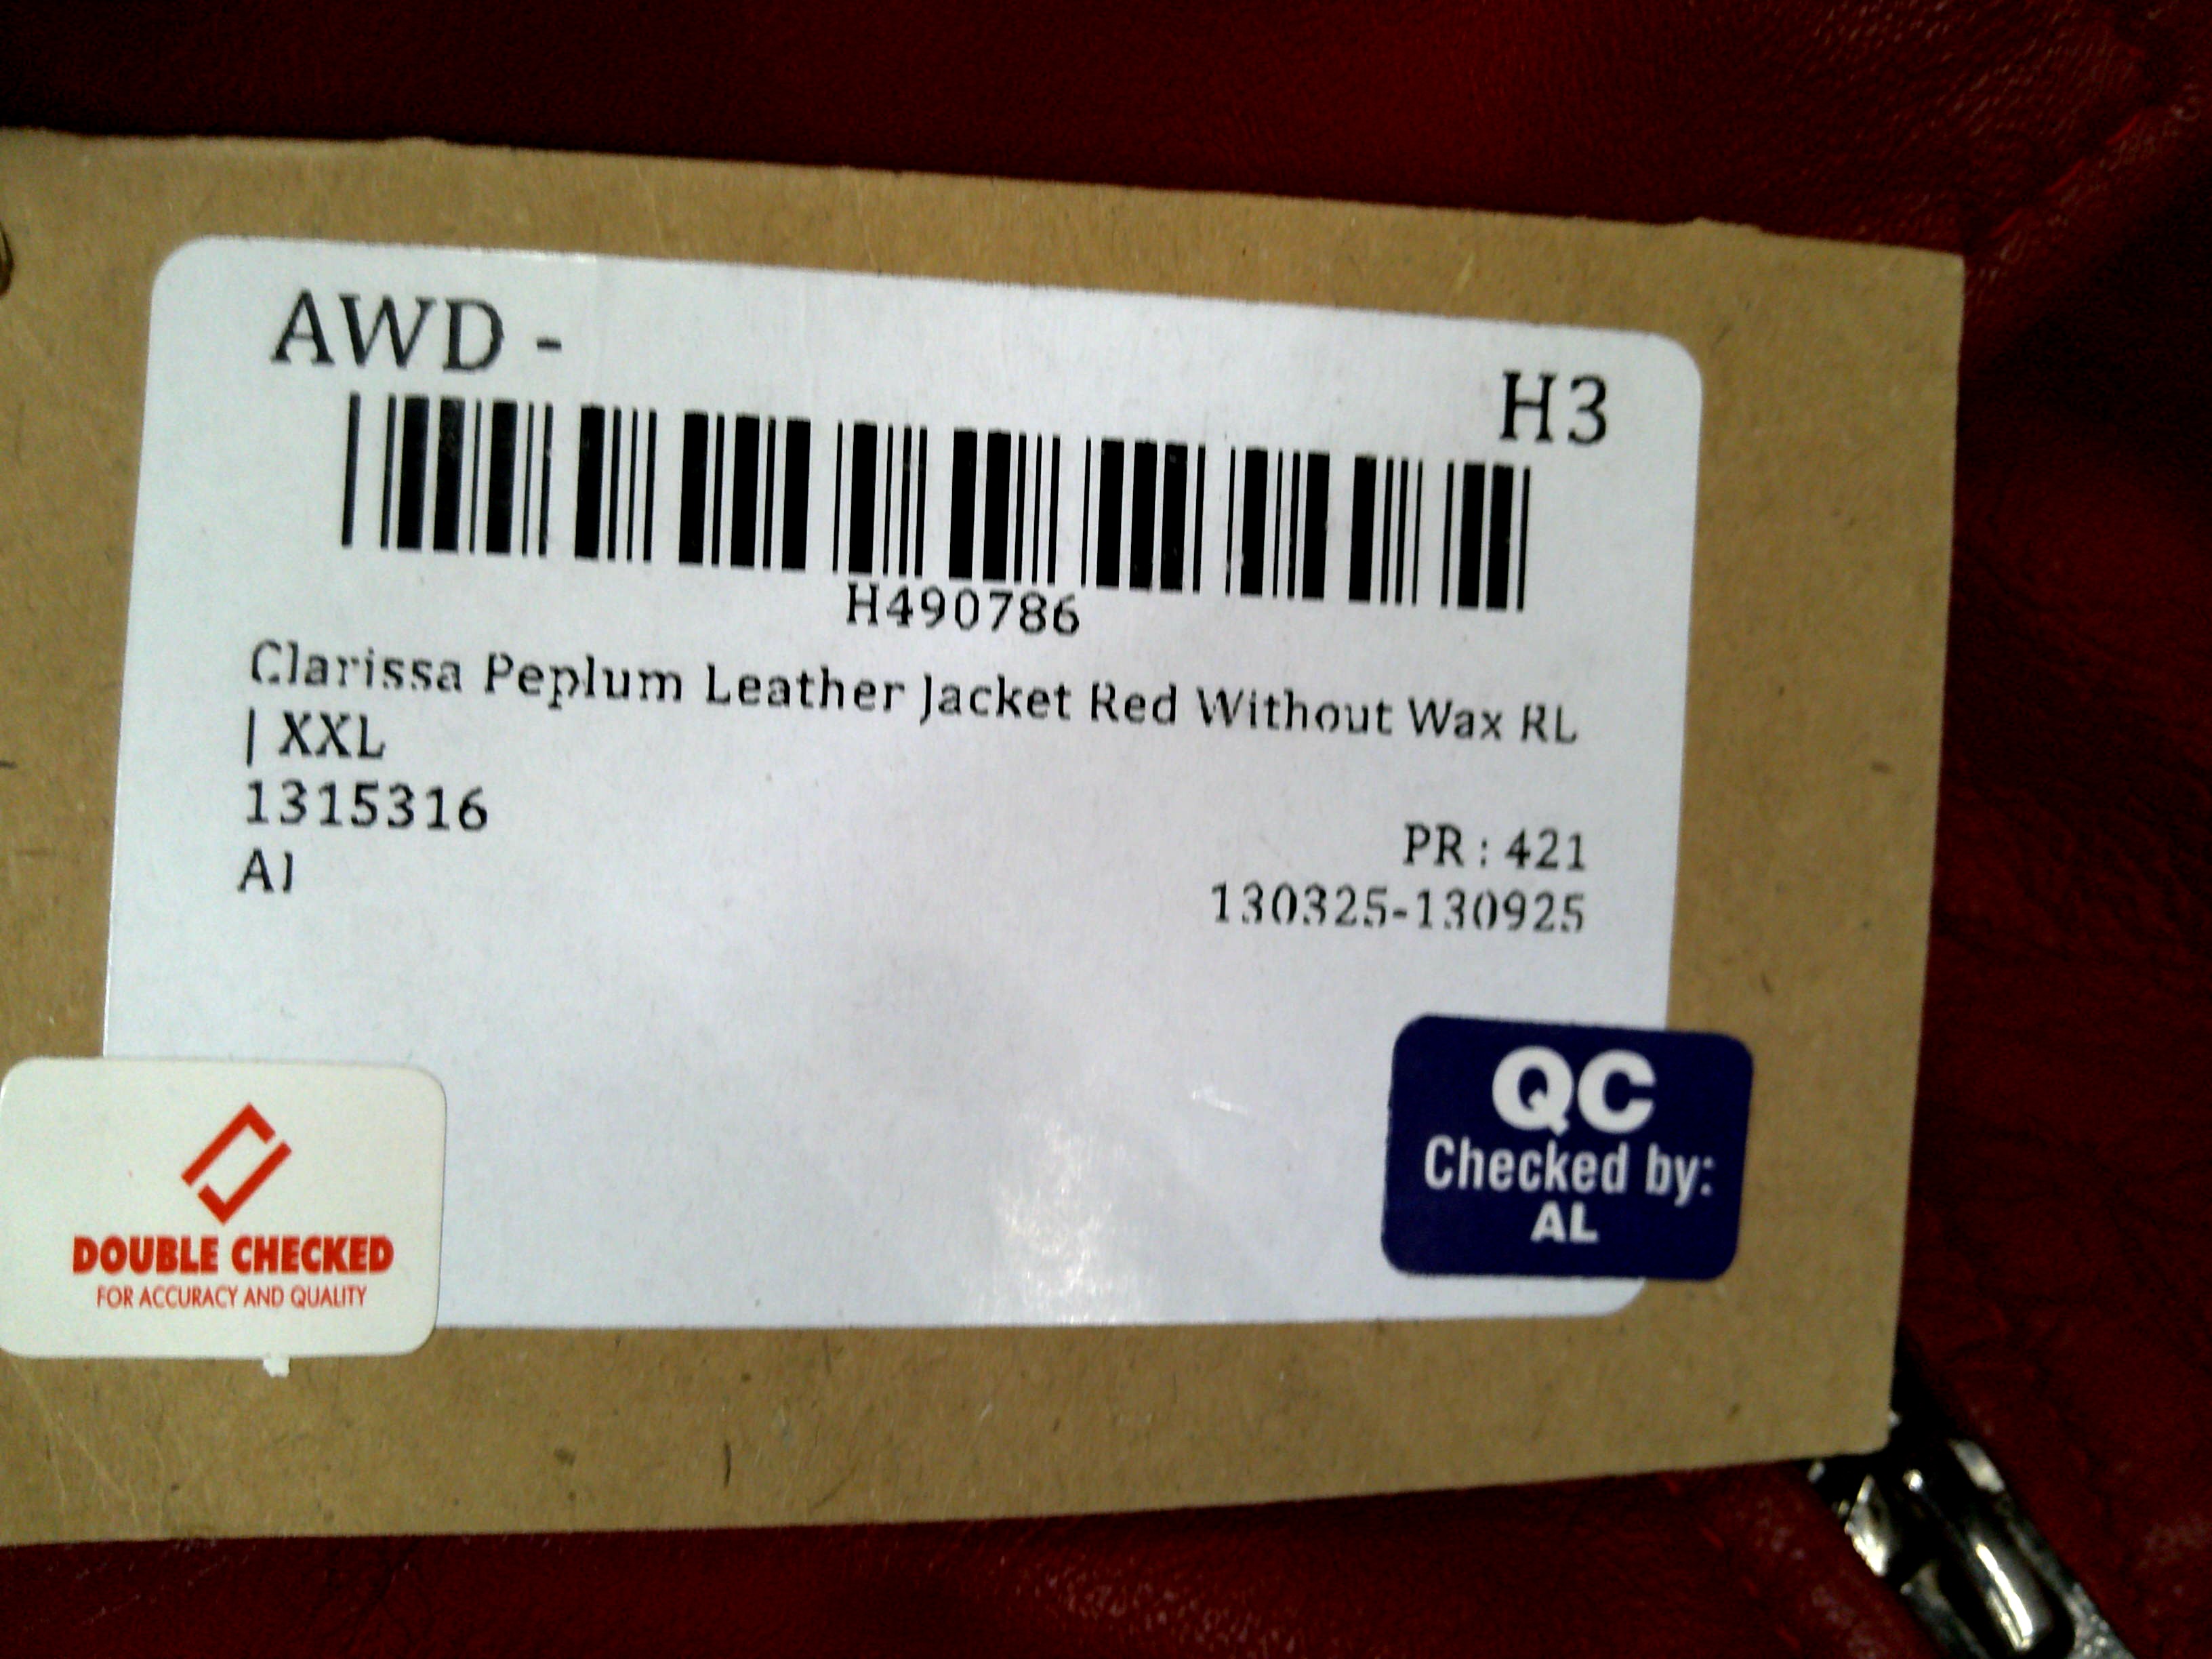 AWD -
H3
H490786
Clarissa Peplum Leather Jacket Red Without Wax RL
| XXL
1315316
PR : 421
AI
130325-130925
QC
Checked by:
AL
DOUBLE CHECKED
FOR ACCURACY AND QUALITY